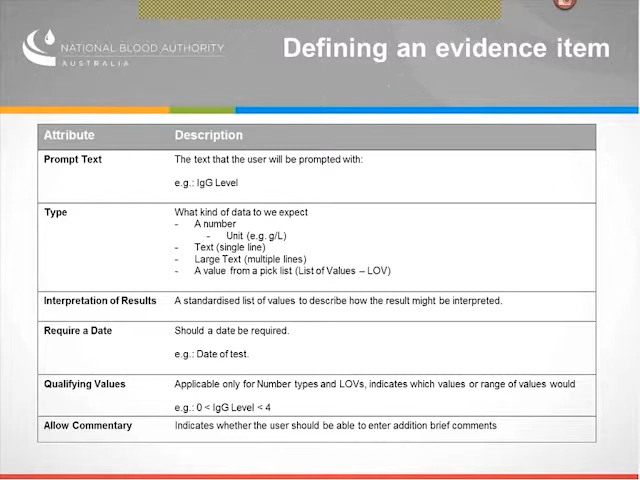 NATIONAL BLOOD AUTHORITY
AUSTRALIA
Defining an evidence item
Attribute Description
Prompt Text The text that the user will be prompted with:
e.g.: IgG Level
Type What kind of data to we expect
- A number
- Unit (e.g. g/L)
- Text (single line)
- Large Text (multiple lines)
- A value from a pick list (List of Values – LOV)
Interpretation of Results A standardised list of values to describe how the result might be interpreted.
Require a Date Should a date be required.
e.g.: Date of test.
Qualifying Values Applicable only for Number types and LOVs, indicates which values or range of values would
e.g.: 0 < IgG Level < 4
Allow Commentary Indicates whether the user should be able to enter addition brief comments